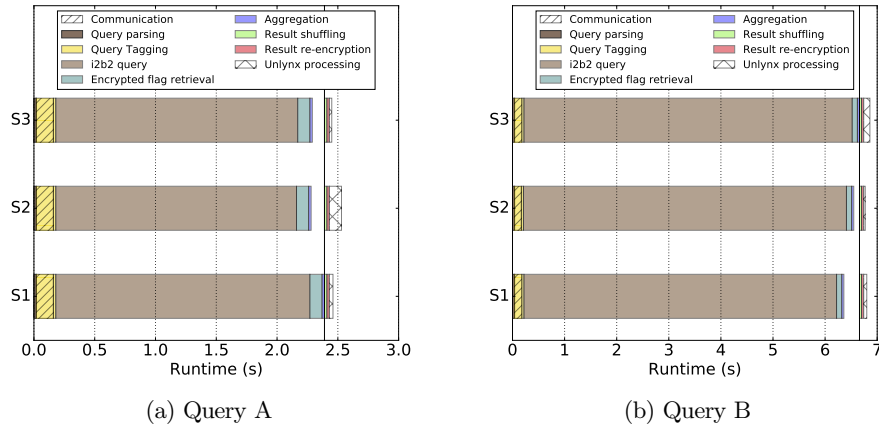 Communication
Query parsing
Query Tagging
i2b2 query
Encrypted flag retrieval
Aggregation
Result shuffling
Result re-encryption
Unlynx processing
S3
S2
S1
0.0 0.5 1.0 1.5 2.0 2.5 3.0
Runtime (s)
(a) Query A
Communication
Query parsing
Query Tagging
i2b2 query
Encrypted flag retrieval
Aggregation
Result shuffling
Result re-encryption
Unlynx processing
S3
S2
S1
0 1 2 3 4 5 6 7
Runtime (s)
(b) Query B